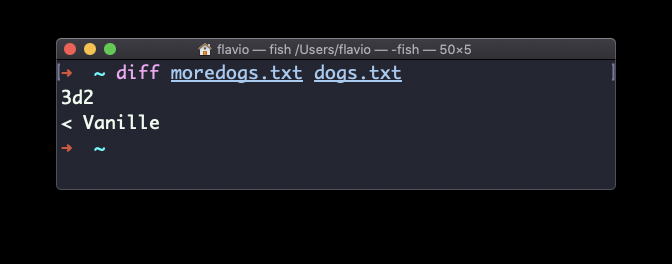 flavio — fish /Users/flavio — -fish — 50×5
➜ ~ diff moredogs.txt dogs.txt
3d2
< Vanille
➜ ~